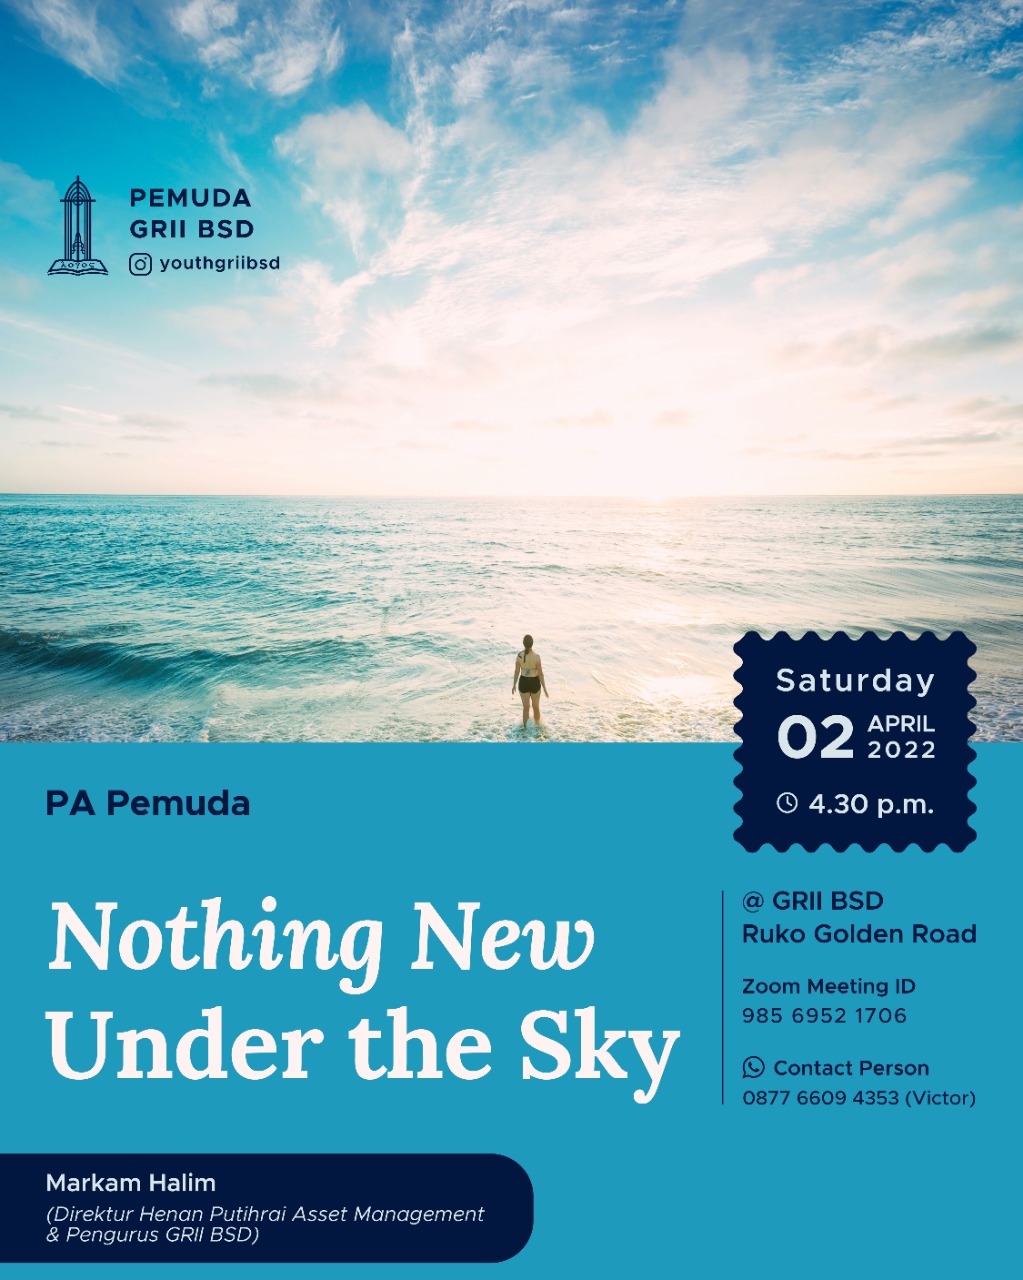 PEMUDA
GRII BSD
youthgriibsd
Saturday
02 APRIL
2022
4.30 p.m.
PA Pemuda
Nothing New
Under the Sky
@ GRII BSD
Ruko Golden Road
Zoom Meeting ID
985 6952 1706
Contact Person
0877 6609 4353 (Victor)
Markam Halim
(Direktur Henan Putihrai Asset Management
& Pengurus GRII BSD)